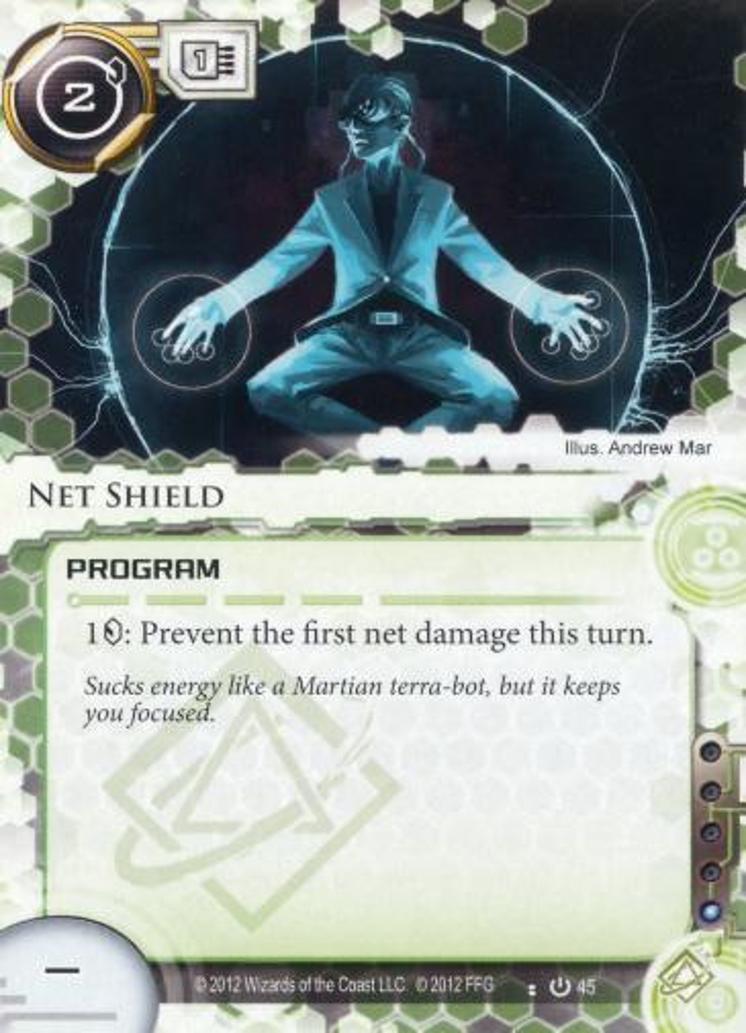 2
1
Illus. Andrew Mar
NET SHIELD
PROGRAM
1: Prevent the first net damage this turn.
Sucks energy like a Martian terra-bot, but it keeps
you focused.
–
© 2012 Wizards of the Coast LLC. © 2012 FFG
45